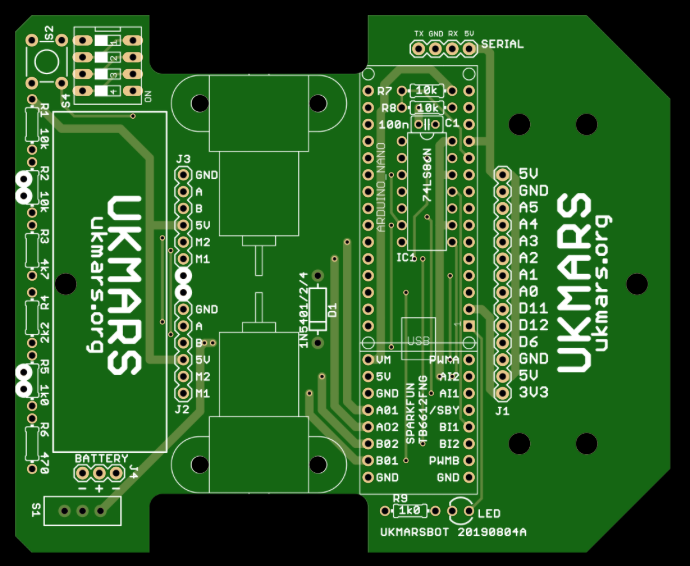 S2
S4
1
2
3
4
ON
R1
10k
R2
10k
R3
4k7
R4
2k2
R5
1k0
R6
470
UKMARS
ukmars.org
J3
GND
A
B
5V
M2
M1
GND
A
B
5V
M2
M1
J2
BATTERY
J4
- + -
S1
1N5401/2/4
D1
TX GND RX 5V
SERIAL
R7 10k
R8 10k
100n C1
ARDUINO NANO
74LS86N
IC1
1
USB
VM
5V
GND
A01
AO2
B02
B01
GND
SPARKFUN
TB6612FNG
PWMA
AI2
AI1
/SBY
BI1
BI2
PWMB
GND
R9
1k0
LED
UKMARSBOT 20190804A
5V
GND
A5
A4
A3
A2
A1
A0
D11
D12
D6
GND
5V
3V3
J1
UKMARS
ukmars.org